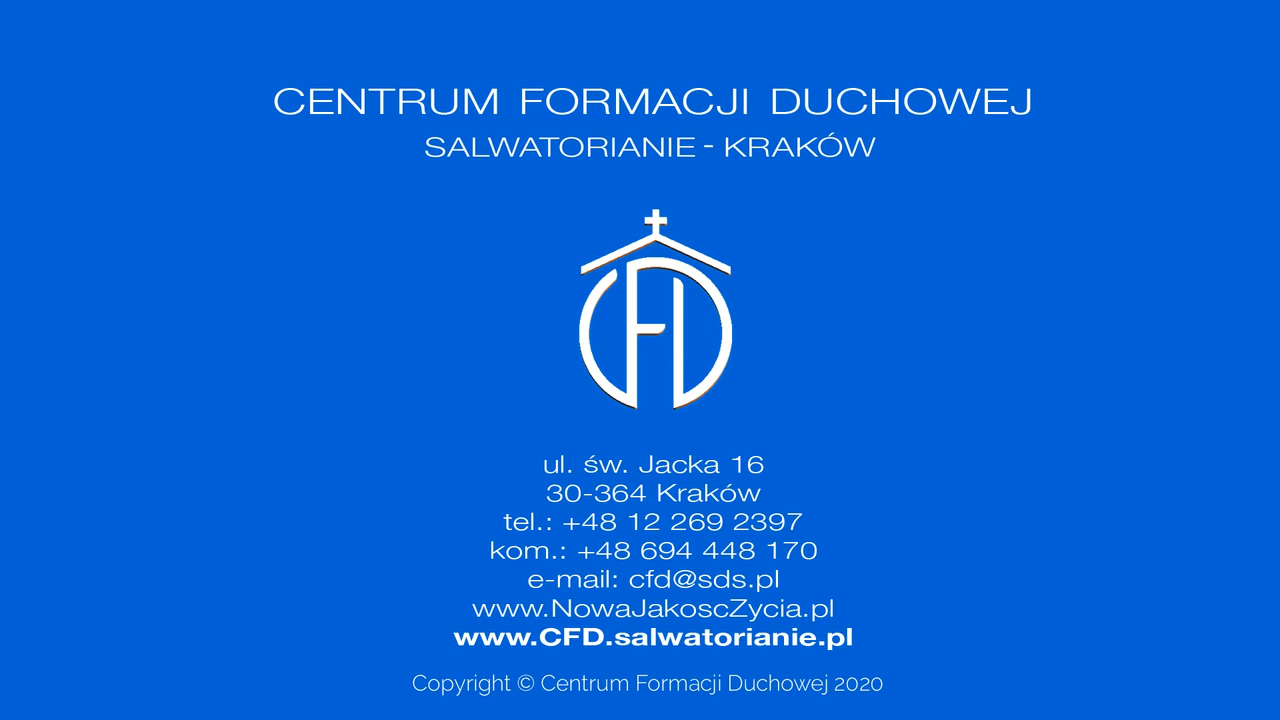 CENTRUM FORMACJI DUCHOWEJ
SALWATORIANIE - KRAKÓW
CFD
ul. św. Jacka 16
30-364 Kraków
tel.: +48 12 269 2397
kom.: +48 694 448 170
e-mail: cfd@sds.pl
www.NowaJakoscZycia.pl
www.CFD.salwatorianie.pl
Copyright © Centrum Formacji Duchowej 2020